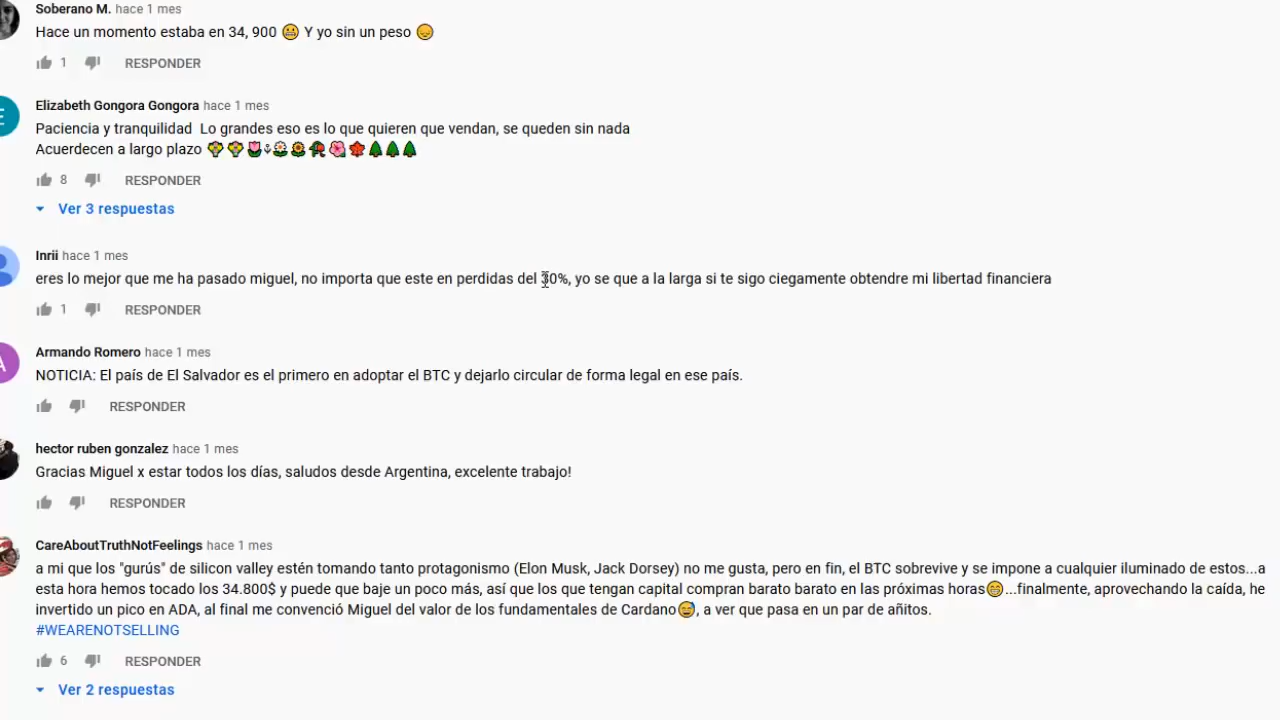 Soberano M. hace 1 mes
Hace un momento estaba en 34, 900 😬 Y yo sin un peso 😞
1 RESPONDER
E
Elizabeth Gongora Gongora hace 1 mes
Paciencia y tranquilidad Lo grandes eso es lo que quieren que vendan, se queden sin nada
Acuerdecen a largo plazo 💐💐🌷⚘🌼🌻🥀🌺🍁🌲🌲🌲
8 RESPONDER
Ver 3 respuestas
Inrii hace 1 mes
eres lo mejor que me ha pasado miguel, no importa que este en perdidas del yo se que a la larga si te sigo ciegamente obtendre mi libertad financiera
1 RESPONDER
A
Armando Romero hace 1 mes
NOTICIA: El país de El Salvador es el primero en adoptar el BTC y dejarlo circular de forma legal en ese país.
RESPONDER
hector ruben gonzalez hace 1 mes
Gracias Miguel x estar todos los días, saludos desde Argentina, excelente trabajo!
RESPONDER
CareAboutTruthNotFeelings hace 1 mes
a mi que los "gurús" de silicon valley estén tomando tanto protagonismo (Elon Musk, Jack Dorsey) no me gusta, pero en fin, el BTC sobrevive y se impone a cualquier iluminado de estos...a
esta hora hemos tocado los 34.800$ y puede que baje un poco más, así que los que tengan capital compran barato barato en las próximas horas😁...finalmente, aprovechando la caída, he
invertido un pico en ADA, al final me convenció Miguel del valor de los fundamentales de Cardano😅, a ver que pasa en un par de añitos.
#WEARENOTSELLING
6 RESPONDER
Ver 2 respuestas